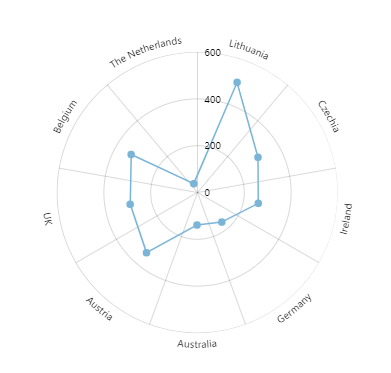 600
400
200
0
Lithuania
Czechia
Ireland
Germany
Australia
Austria
UK
Belgium
The Netherlands